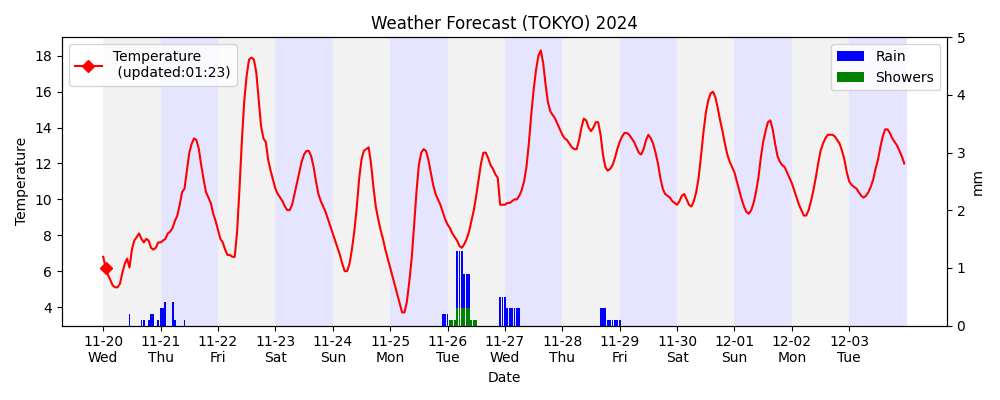 Weather Forecast (TOKYO) 2024
Temperature
(updated:01:23)
Rain
Showers
Temperature
18
16
14
12
10
8
6
4
5
4
3
2
1
0
mm
11-20 11-21 11-22 11-23 11-24 11-25 11-26 11-27 11-28 11-29 11-30 12-01 12-02 12-03
Wed Thu Fri Sat Sun Mon Tue Wed Thu Fri Sat Sun Mon Tue
Date